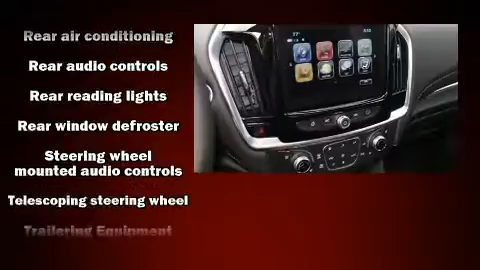 Rear air conditioning
Rear audio controls
Rear reading lights
Rear window defroster
Steering wheel
mounted audio controls
Telescoping steering wheel
Trailering Equipment